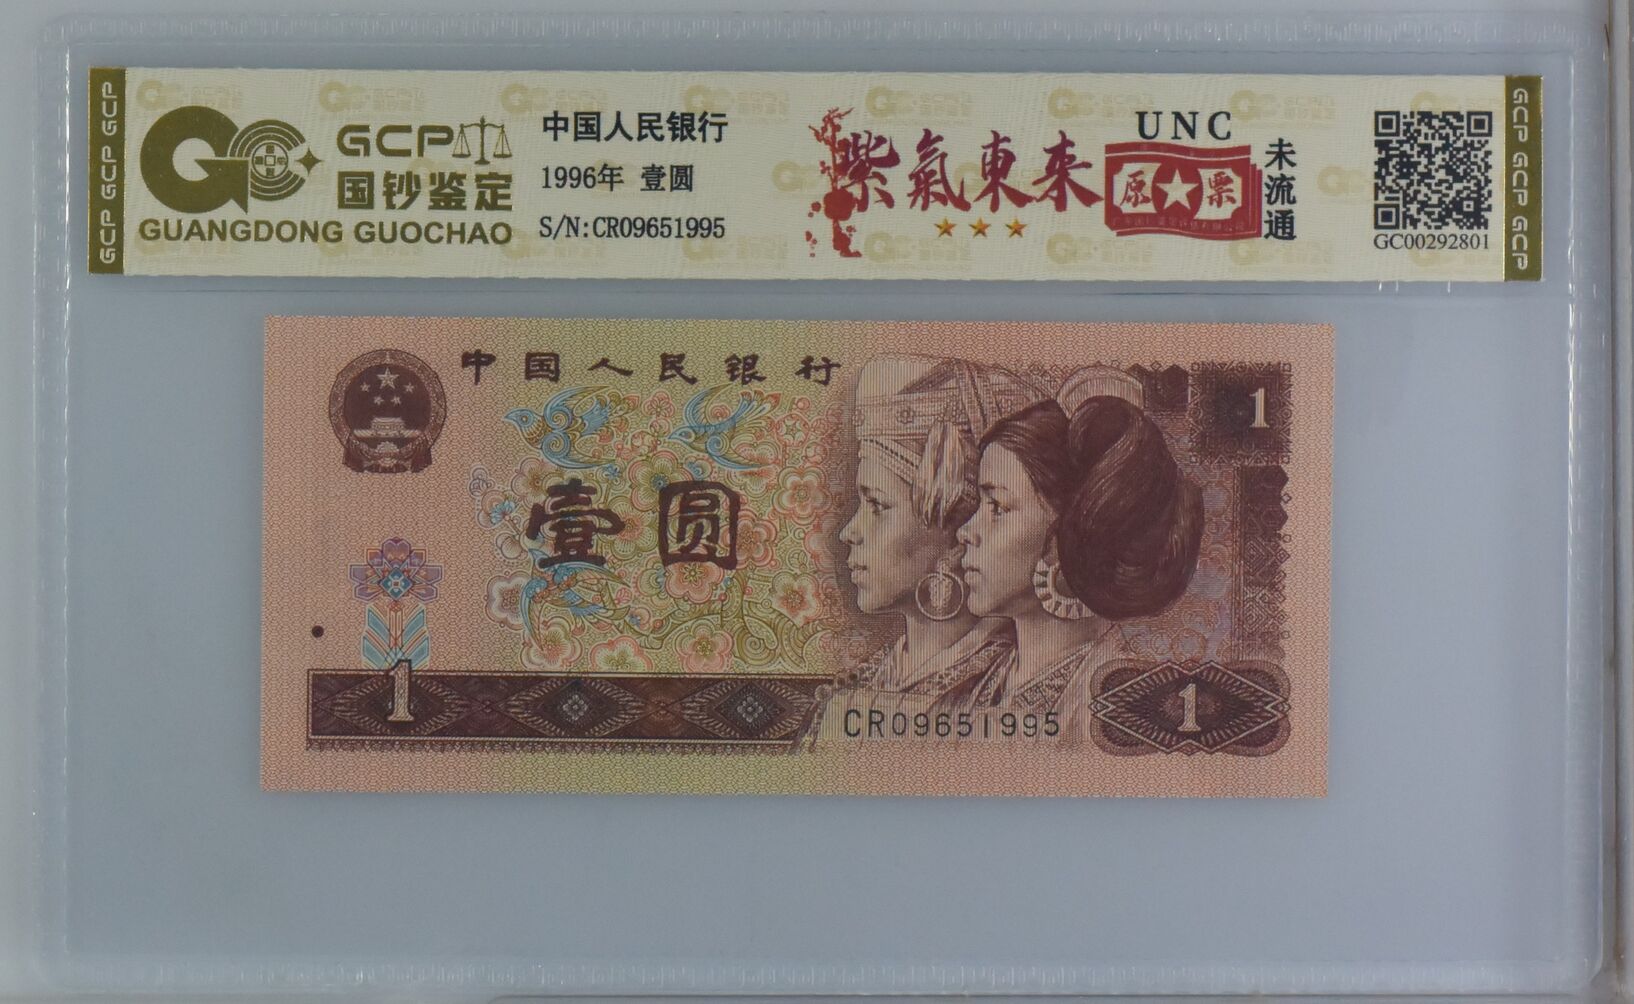 GCP GCP GCP
GCP
国钞鉴定
GUANGDONG GUOCHAO
中国人民银行
1996年 壹圆
S/N:CR09651995
紫氣東来
UNC
原票
未流通
GC00292801
GCP GCP GCP
中国人民银行
1
壹圆
1
CR09651995
1